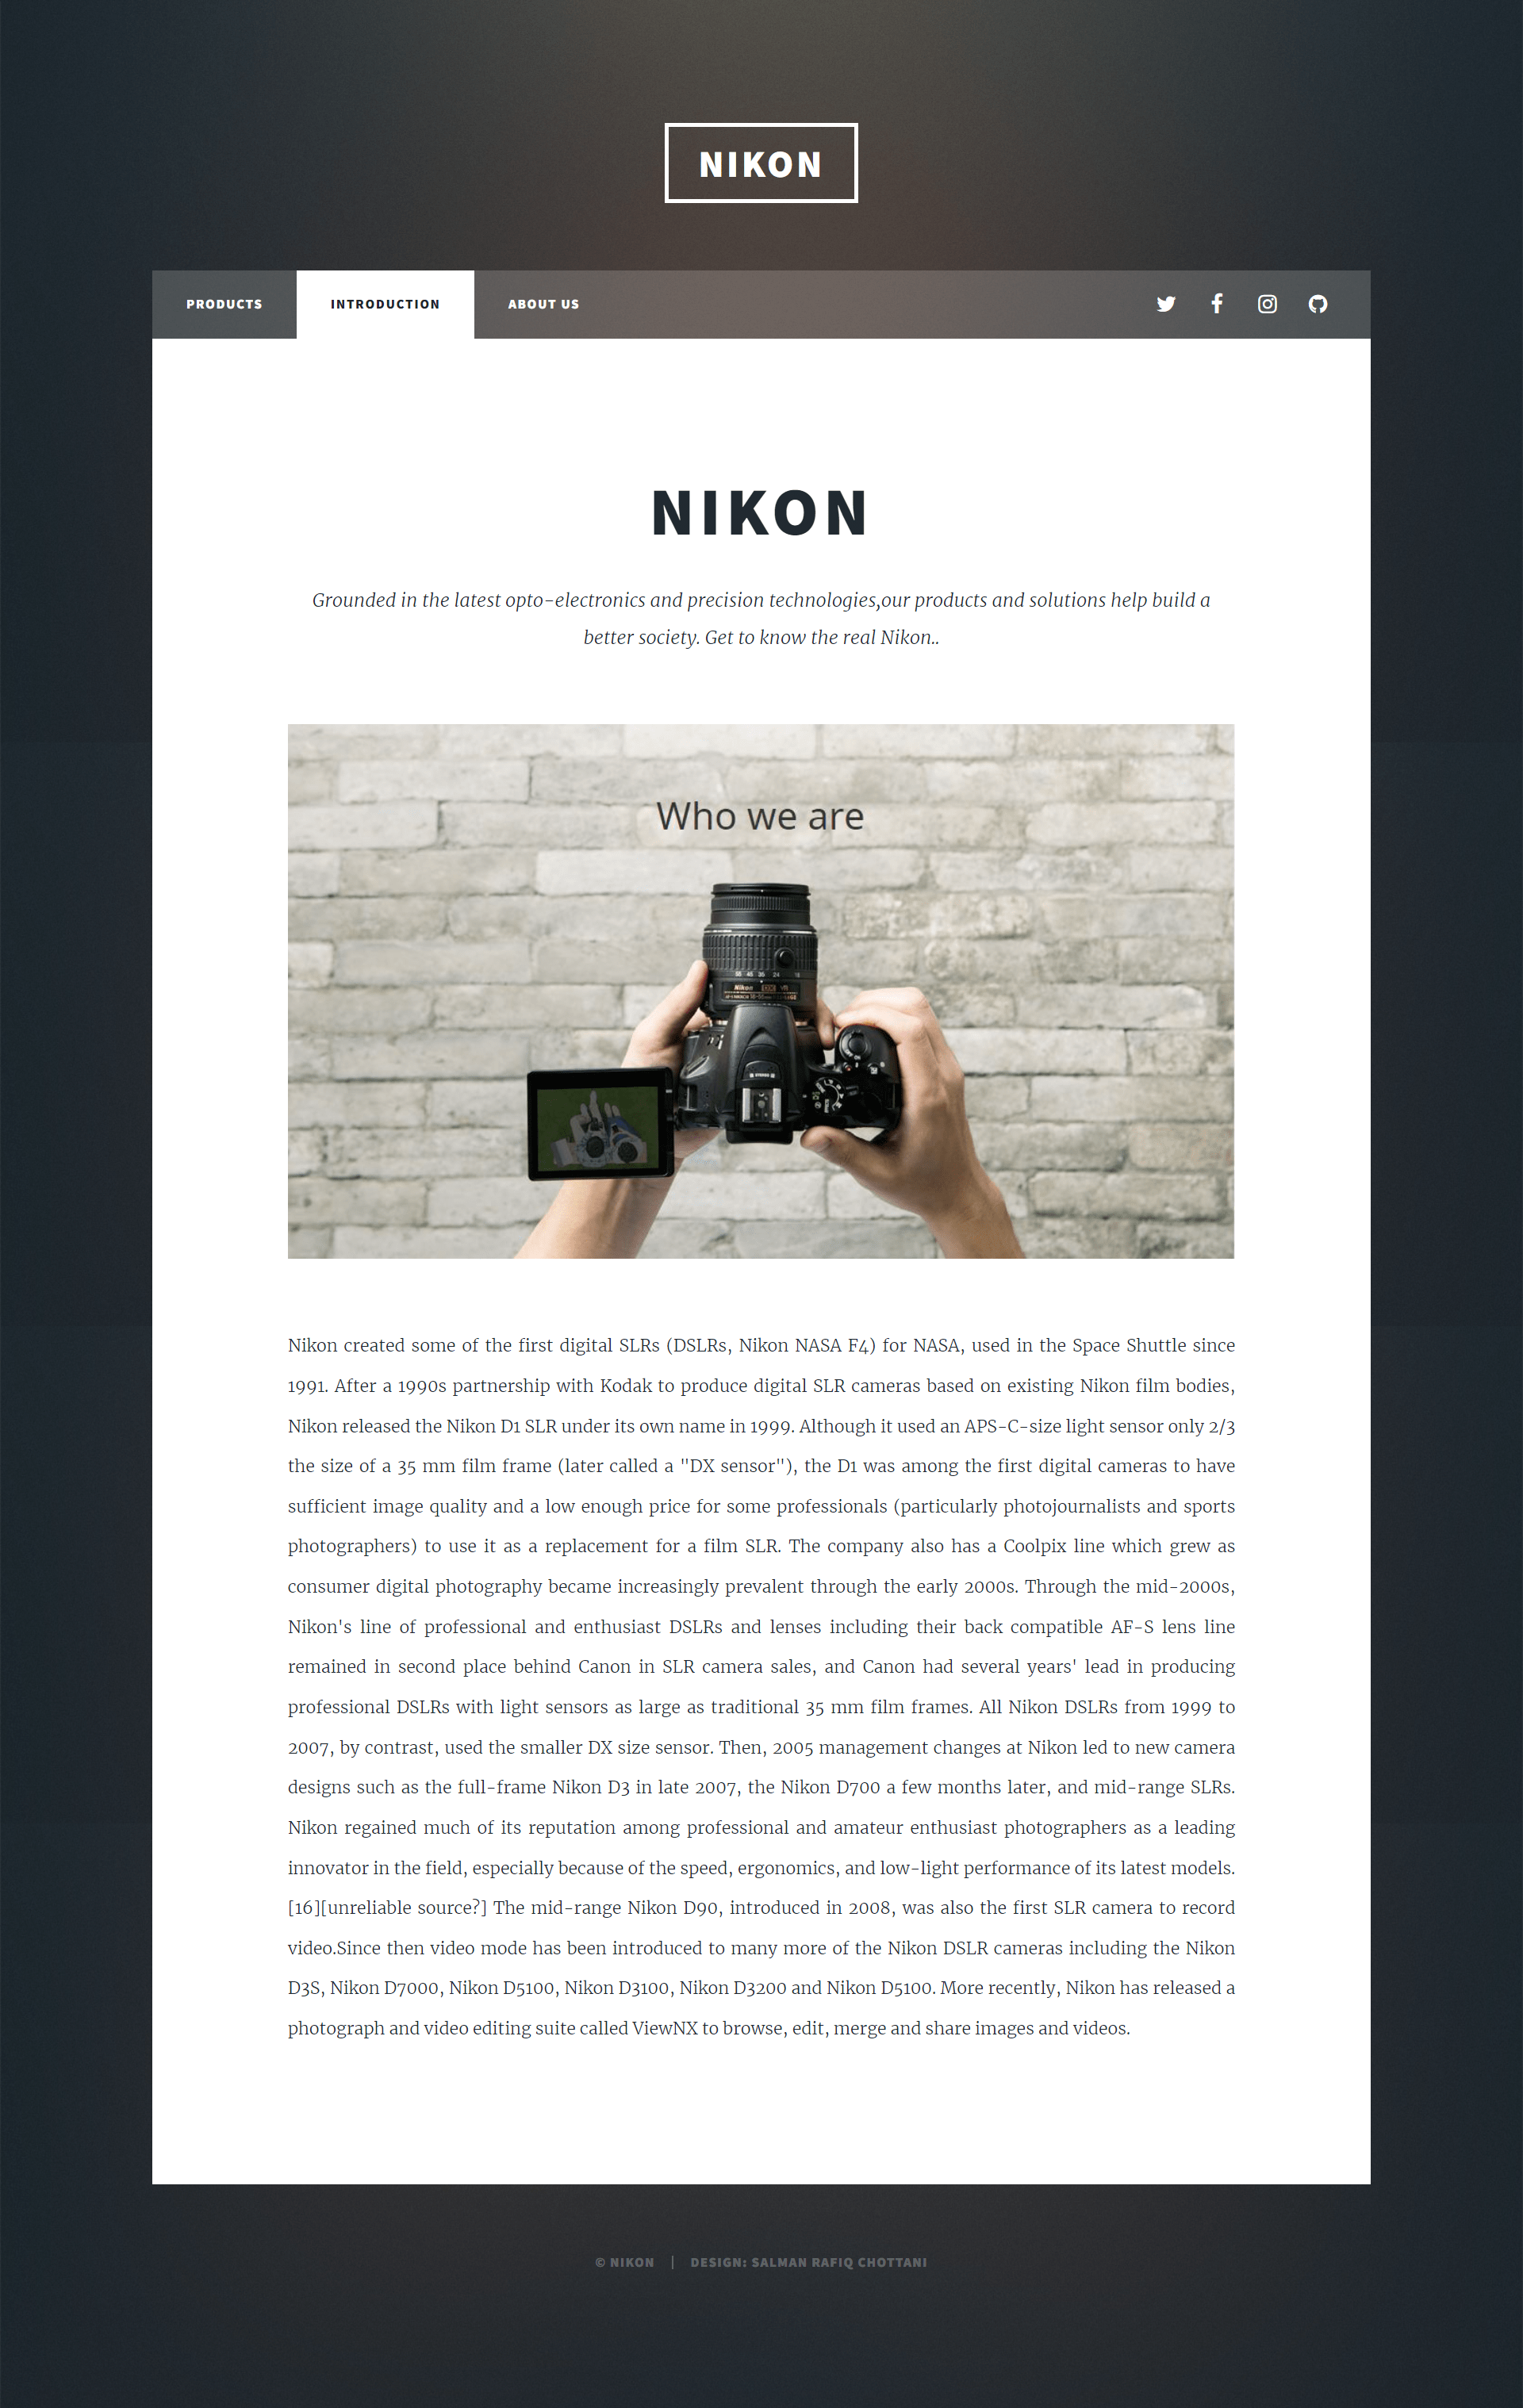 NIKON
PRODUCTS
INTRODUCTION
ABOUT US
NIKON
Grounded in the latest opto-electronics and precision technologies,our products and solutions help build a
better society. Get to know the real Nikon..
Who we are
55 45 35 24 18
Nikon DX VR
Nikon created some of the first digital SLRs (DSLRs, Nikon NASA F4) for NASA, used in the Space Shuttle since
1991. After a 1990s partnership with Kodak to produce digital SLR cameras based on existing Nikon film bodies,
Nikon released the Nikon D1 SLR under its own name in 1999. Although it used an APS-C-size light sensor only 2/3
the size of a 35 mm film frame (later called a "DX sensor"), the D1 was among the first digital cameras to have
sufficient image quality and a low enough price for some professionals (particularly photojournalists and sports
photographers) to use it as a replacement for a film SLR. The company also has a Coolpix line which grew as
consumer digital photography became increasingly prevalent through the early 2000s. Through the mid-2000s,
Nikon's line of professional and enthusiast DSLRs and lenses including their back compatible AF-S lens line
remained in second place behind Canon in SLR camera sales, and Canon had several years' lead in producing
professional DSLRs with light sensors as large as traditional 35 mm film frames. All Nikon DSLRs from 1999 to
2007, by contrast, used the smaller DX size sensor. Then, 2005 management changes at Nikon led to new camera
designs such as the full-frame Nikon D3 in late 2007, the Nikon D700 a few months later, and mid-range SLRs.
Nikon regained much of its reputation among professional and amateur enthusiast photographers as a leading
innovator in the field, especially because of the speed, ergonomics, and low-light performance of its latest models.
[16][unreliable source?] The mid-range Nikon D90, introduced in 2008, was also the first SLR camera to record
video.Since then video mode has been introduced to many more of the Nikon DSLR cameras including the Nikon
D3S, Nikon D7000, Nikon D5100, Nikon D3100, Nikon D3200 and Nikon D5100. More recently, Nikon has released a
photograph and video editing suite called ViewNX to browse, edit, merge and share images and videos.
© NIKON | DESIGN: SALMAN RAFIQ CHOTTANI